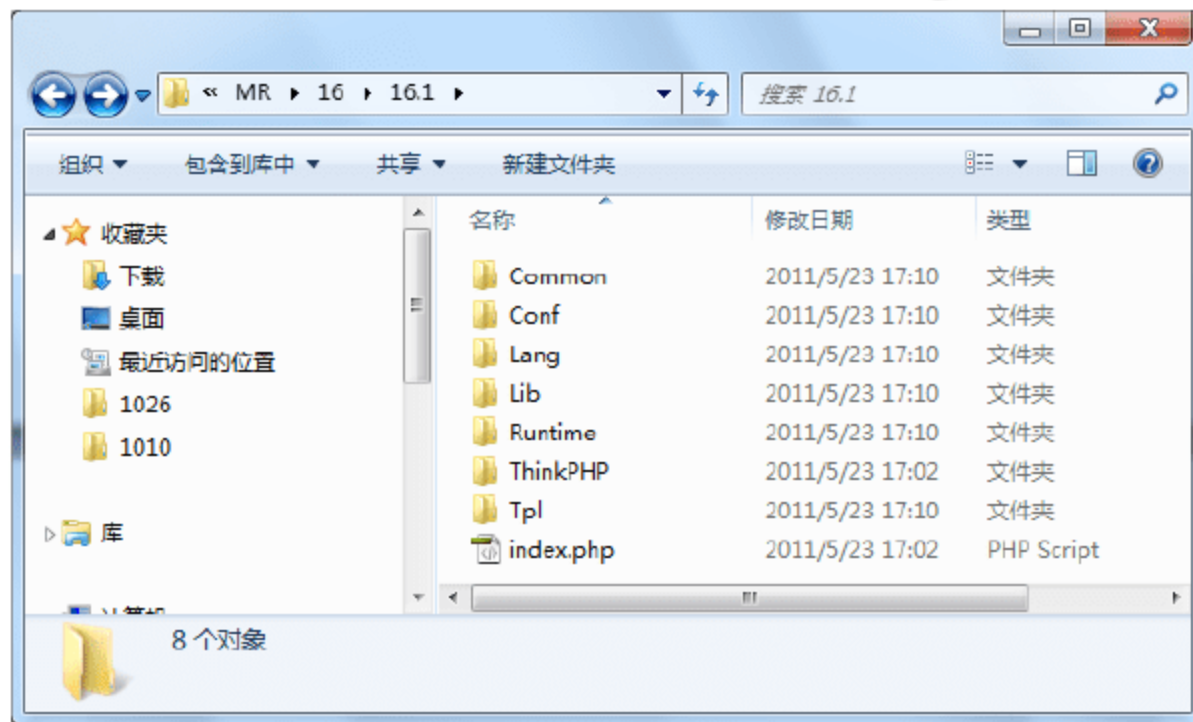 « MR ▸ 16 ▸ 16.1 ▸
搜索 16.1
组织 包含到库中 共享 新建文件夹
名称 修改日期 类型
收藏夹
下载
桌面
最近访问的位置
1026
1010
库
计算机
Common 2011/5/23 17:10 文件夹
Conf 2011/5/23 17:10 文件夹
Lang 2011/5/23 17:10 文件夹
Lib 2011/5/23 17:10 文件夹
Runtime 2011/5/23 17:10 文件夹
ThinkPHP 2011/5/23 17:02 文件夹
Tpl 2011/5/23 17:10 文件夹
index.php 2011/5/23 17:02 PHP Script
8 个对象